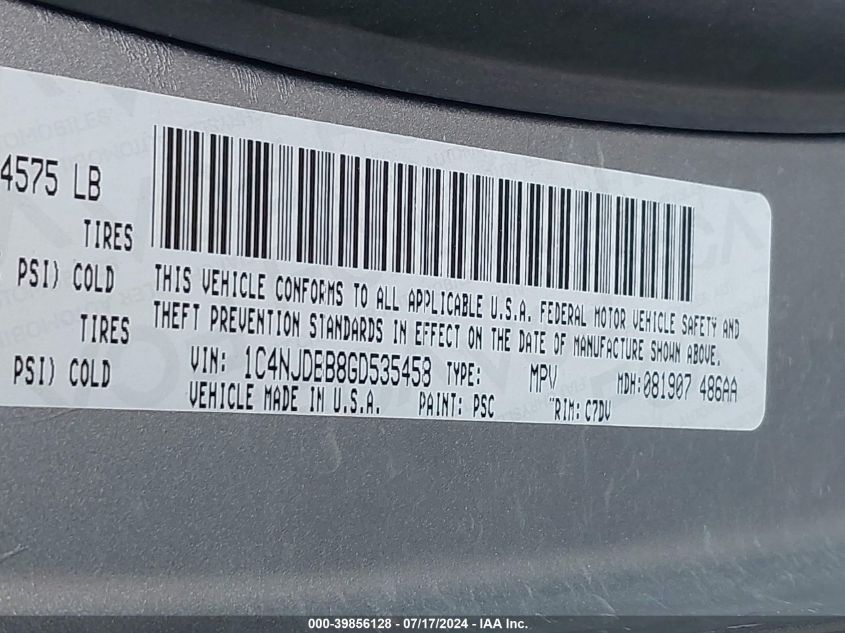 4575 LB
TIRES
PSI) COLD
TIRES
PSI) COLD
THIS VEHICLE CONFORMS TO ALL APPLICABLE U.S.A. FEDERAL MOTOR VEHICLE SAFETY AND
THEFT PREVENTION STANDARDS IN EFFECT ON THE DATE OF MANUFACTURE SHOWN ABOVE.
VIN: 1C4NJDBB8GD535458 TYPE: MPV MDH:081907 486AA
VEHICLE MADE IN U.S.A. PAINT: PSC "RIM: C7DV
000-39856128 - 07/17/2024 - IAA Inc.